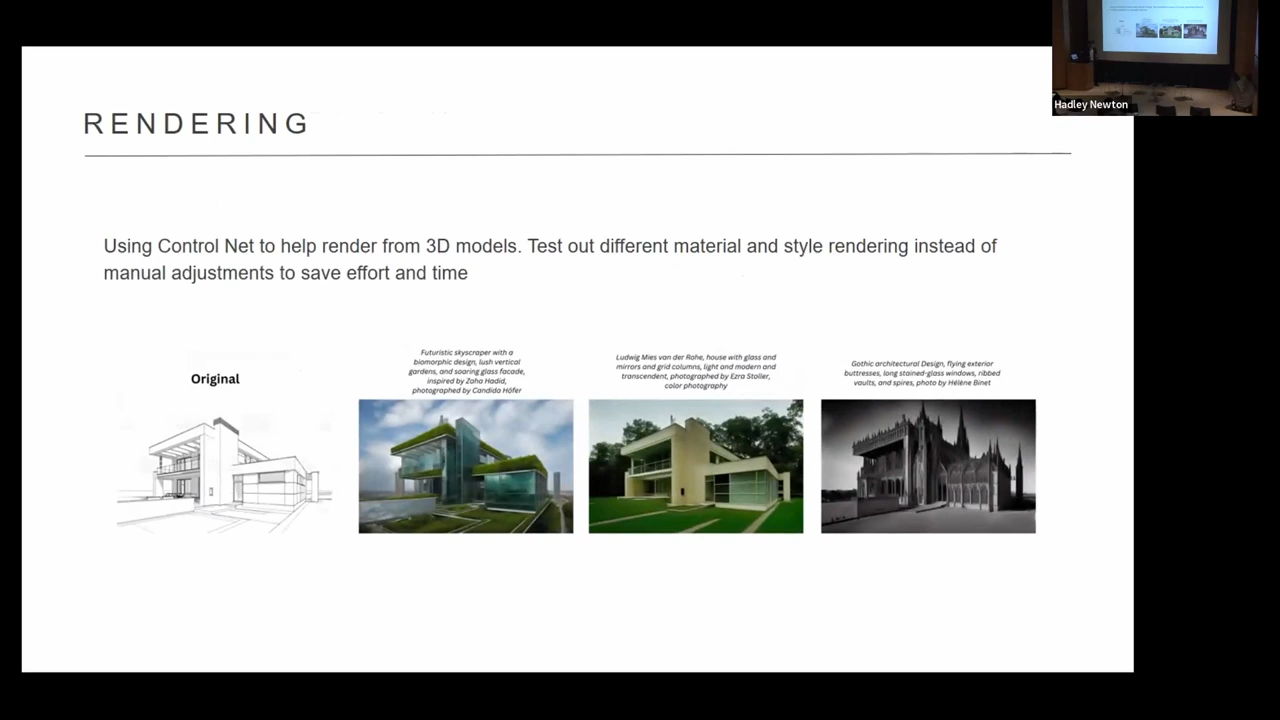 RENDERING
Hadley Newton
Using Control Net to help render from 3D models. Test out different material and style rendering instead of
manual adjustments to save effort and time
Original
Futuristic skyscraper with a
biomorphic design, lush vertical
gardens, and soaring glass facade,
inspired by Zaha Hadid,
photographed by Candida Höfer
Ludwig Mies van der Rohe, house with glass and
mirrors and grid columns, light and modern and
transcendent, photographed by Ezra Stoller,
color photography
Gothic architectural Design, flying exterior
buttresses, long stained-glass windows, ribbed
vaults, and spires, photo by Hélène Binet